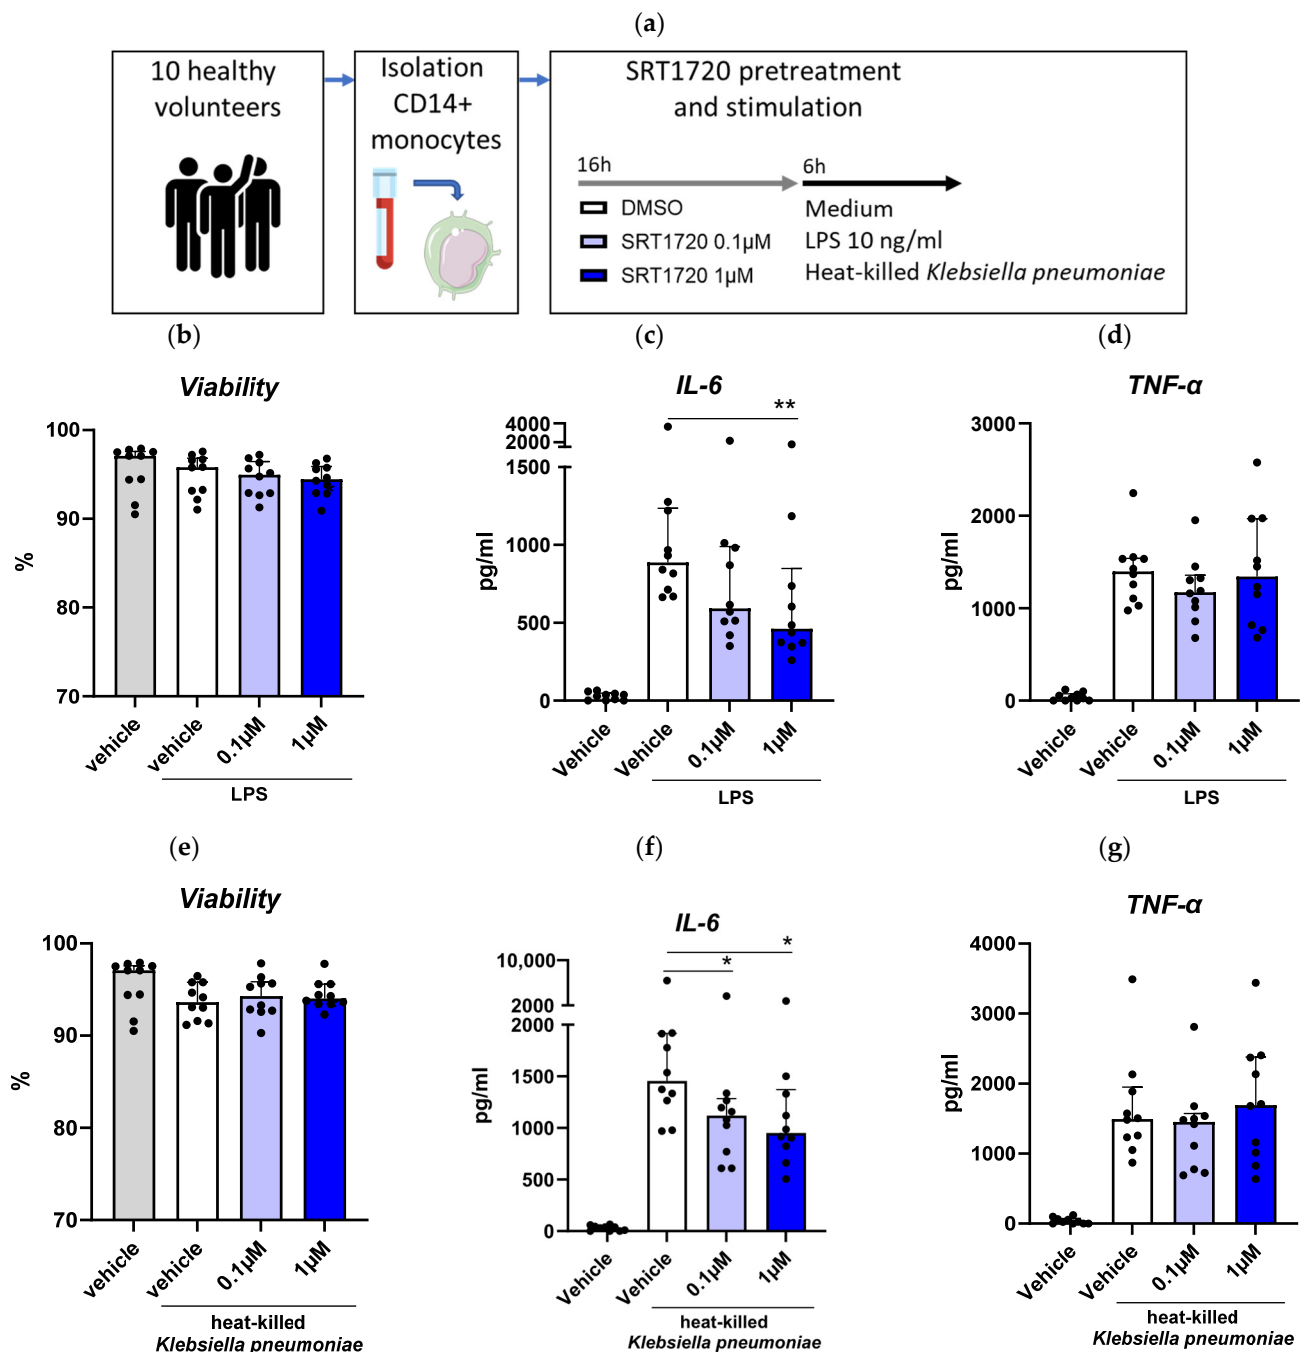 (a)
10 healthy
volunteers
Isolation
CD14+
monocytes
SRT1720 pretreatment
and stimulation
16h
6h
DMSO
SRT1720 0.1µM
SRT1720 1µM
Medium
LPS 10 ng/ml
Heat-killed Klebsiella pneumoniae
(b)
Viability
%
100
90
80
70
vehicle
vehicle
0.1µM
1µM
LPS
(c)
IL-6
**
pg/ml
4000
2000
1500
1000
500
0
Vehicle
Vehicle
0.1µM
1µM
LPS
(d)
TNF-α
pg/ml
3000
2000
1000
0
Vehicle
Vehicle
0.1µM
1µM
LPS
(e)
Viability
%
100
90
80
70
vehicle
vehicle
0.1µM
1µM
heat-killed
Klebsiella pneumoniae
(f)
IL-6
*
*
pg/ml
10,000
2000
2000
1500
1000
500
0
Vehicle
Vehicle
0.1µM
1µM
heat-killed
Klebsiella pneumoniae
(g)
TNF-α
pg/ml
4000
3000
2000
1000
0
Vehicle
Vehicle
0.1µM
1µM
heat-killed
Klebsiella pneumoniae